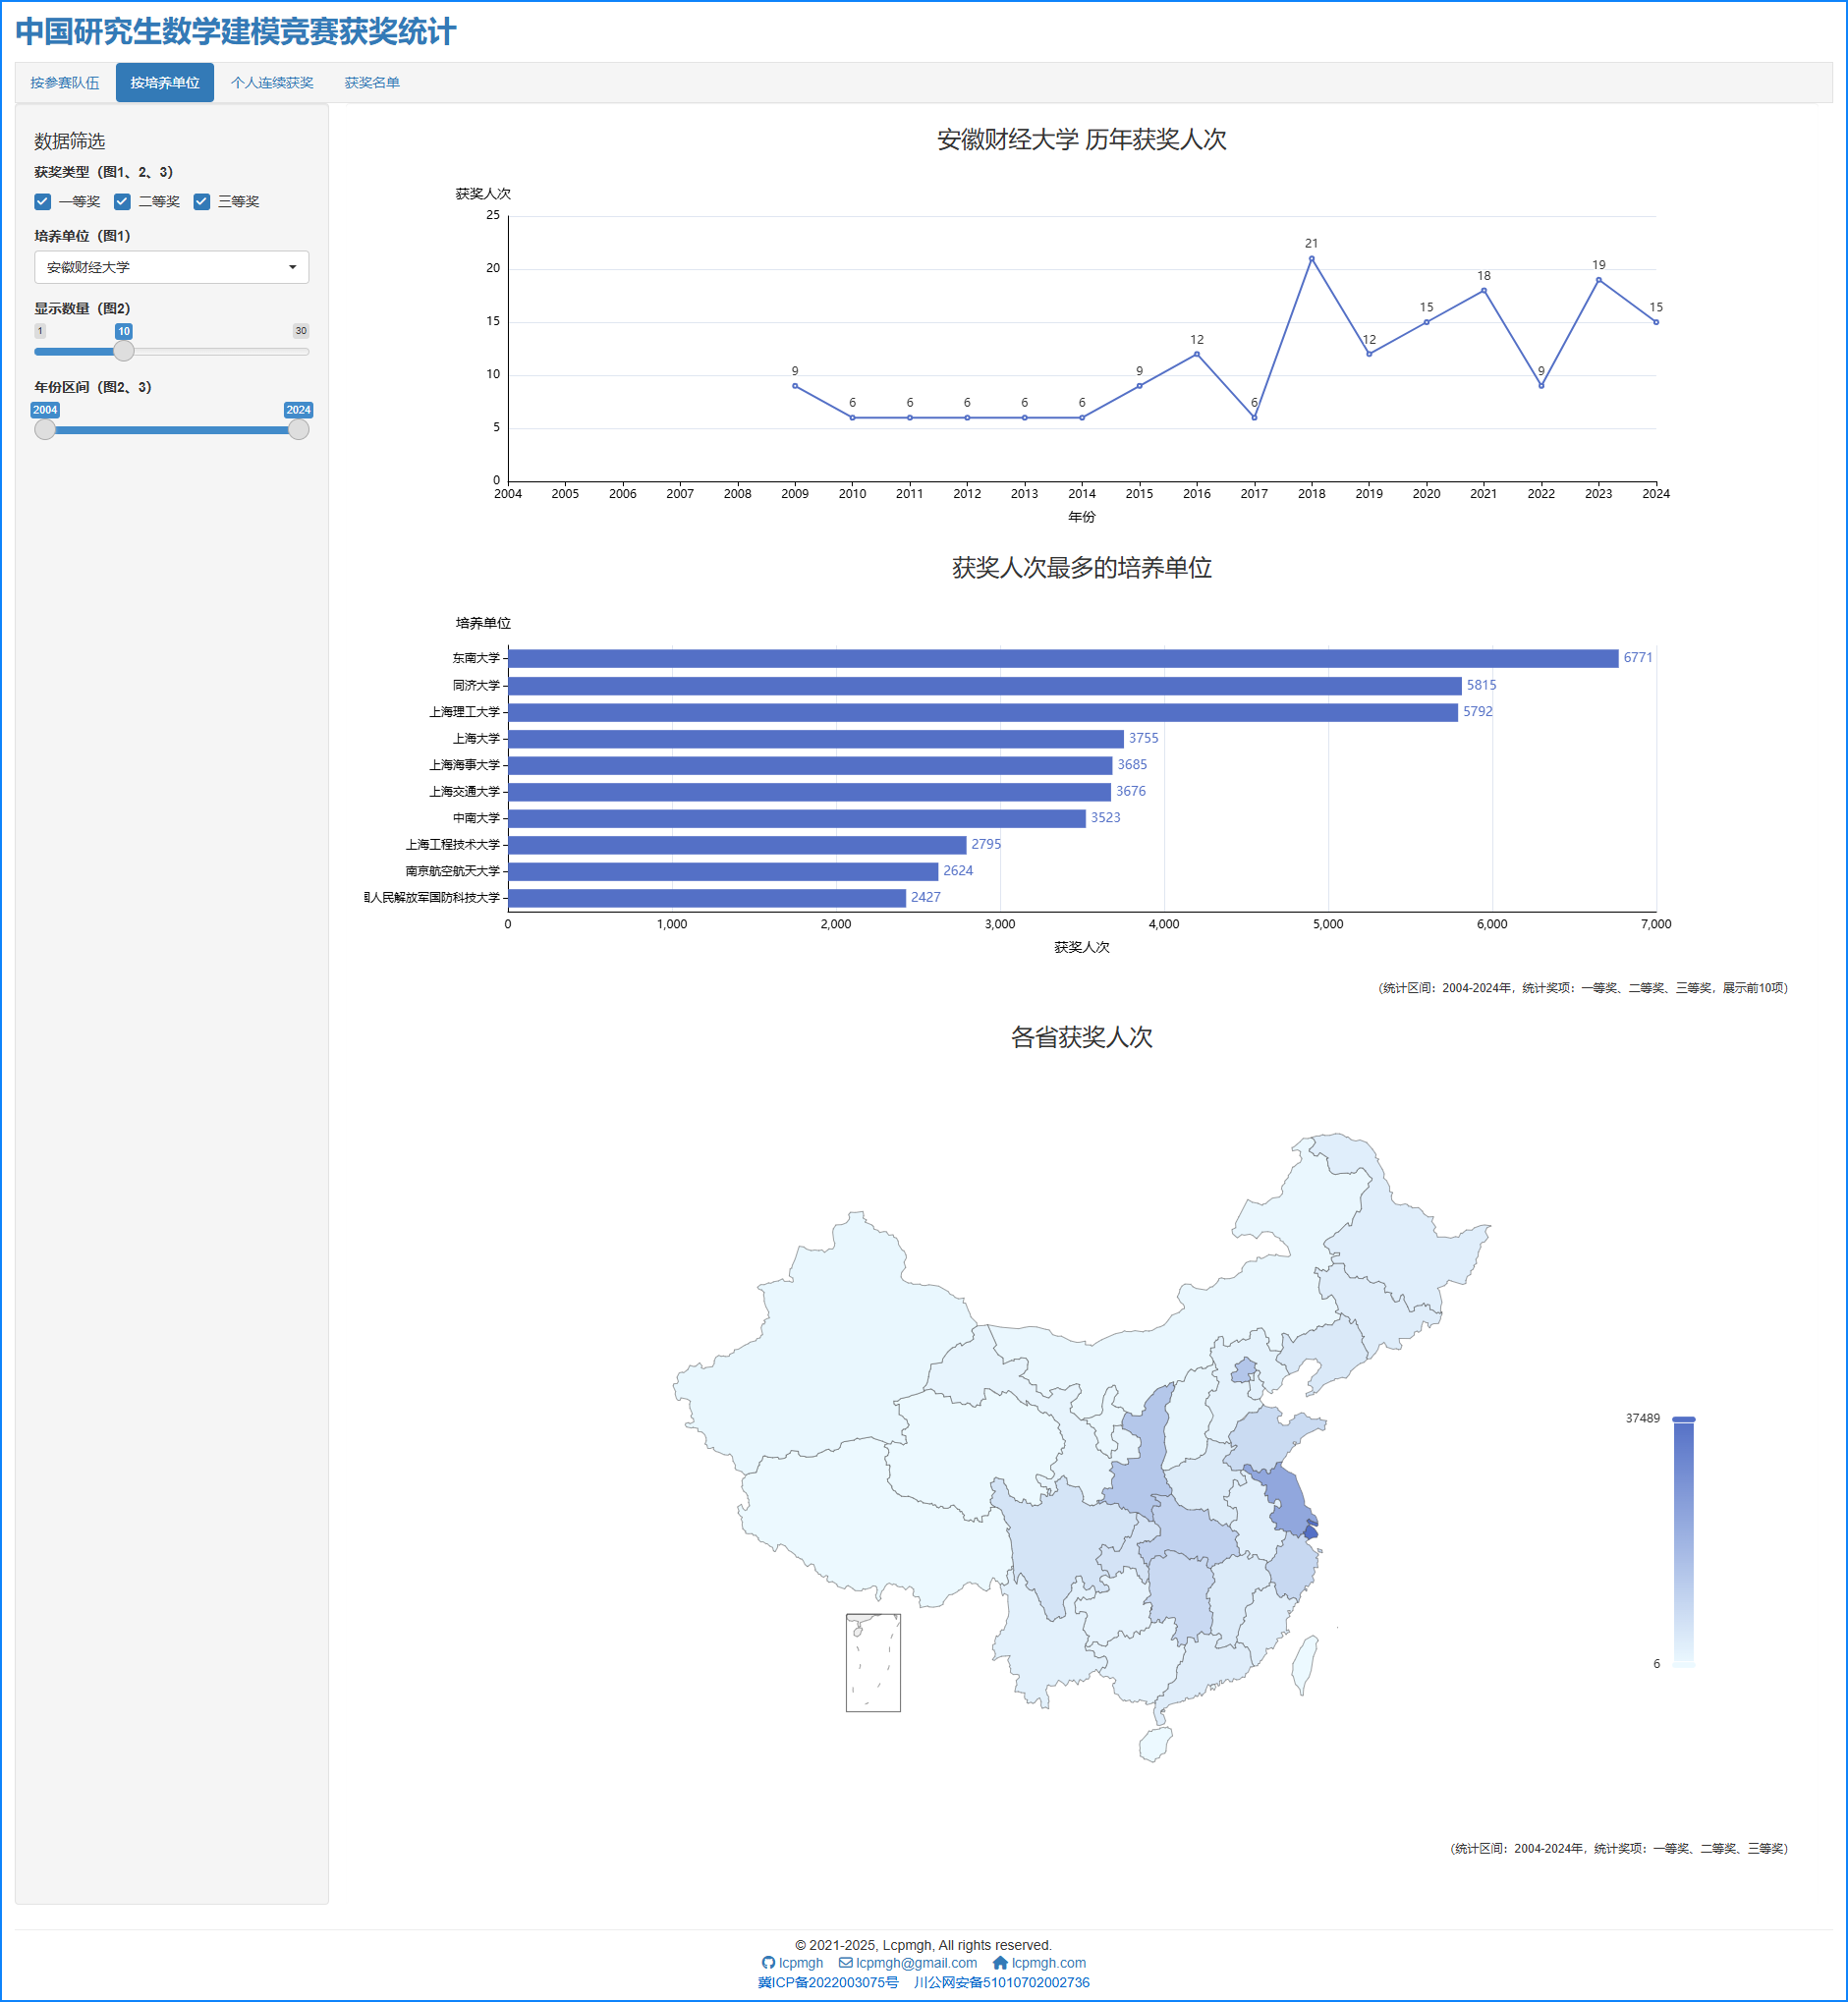 中国研究生数学建模竞赛获奖统计
按参赛队伍 按培养单位 个人连续获奖 获奖名单
数据筛选
获奖类型（图1、2、3）
一等奖 二等奖 三等奖
培养单位（图1）
安徽财经大学
显示数量（图2）
1 10 30
年份区间（图2、3）
2004 2024
安徽财经大学 历年获奖人次
获奖人次
25
20
15
10
5
0
9 6 6 6 6 6 9 12 6 21 12 15 18 9 19 15
2004 2005 2006 2007 2008 2009 2010 2011 2012 2013 2014 2015 2016 2017 2018 2019 2020 2021 2022 2023 2024
年份
获奖人次最多的培养单位
培养单位
东南大学 6771
同济大学 5815
上海理工大学 5792
上海大学 3755
上海海事大学 3685
上海交通大学 3676
中南大学 3523
上海工程技术大学 2795
南京航空航天大学 2624
人民解放军国防科技大学 2427
0 1,000 2,000 3,000 4,000 5,000 6,000 7,000
获奖人次
（统计区间：2004-2024年，统计奖项：一等奖、二等奖、三等奖，展示前10项）
各省获奖人次
37489
6
（统计区间：2004-2024年，统计奖项：一等奖、二等奖、三等奖）
© 2021-2025, Lcpmgh, All rights reserved.
lcpmgh lcpmgh@gmail.com lcpmgh.com
冀ICP备2022003075号 川公网安备51010702002736